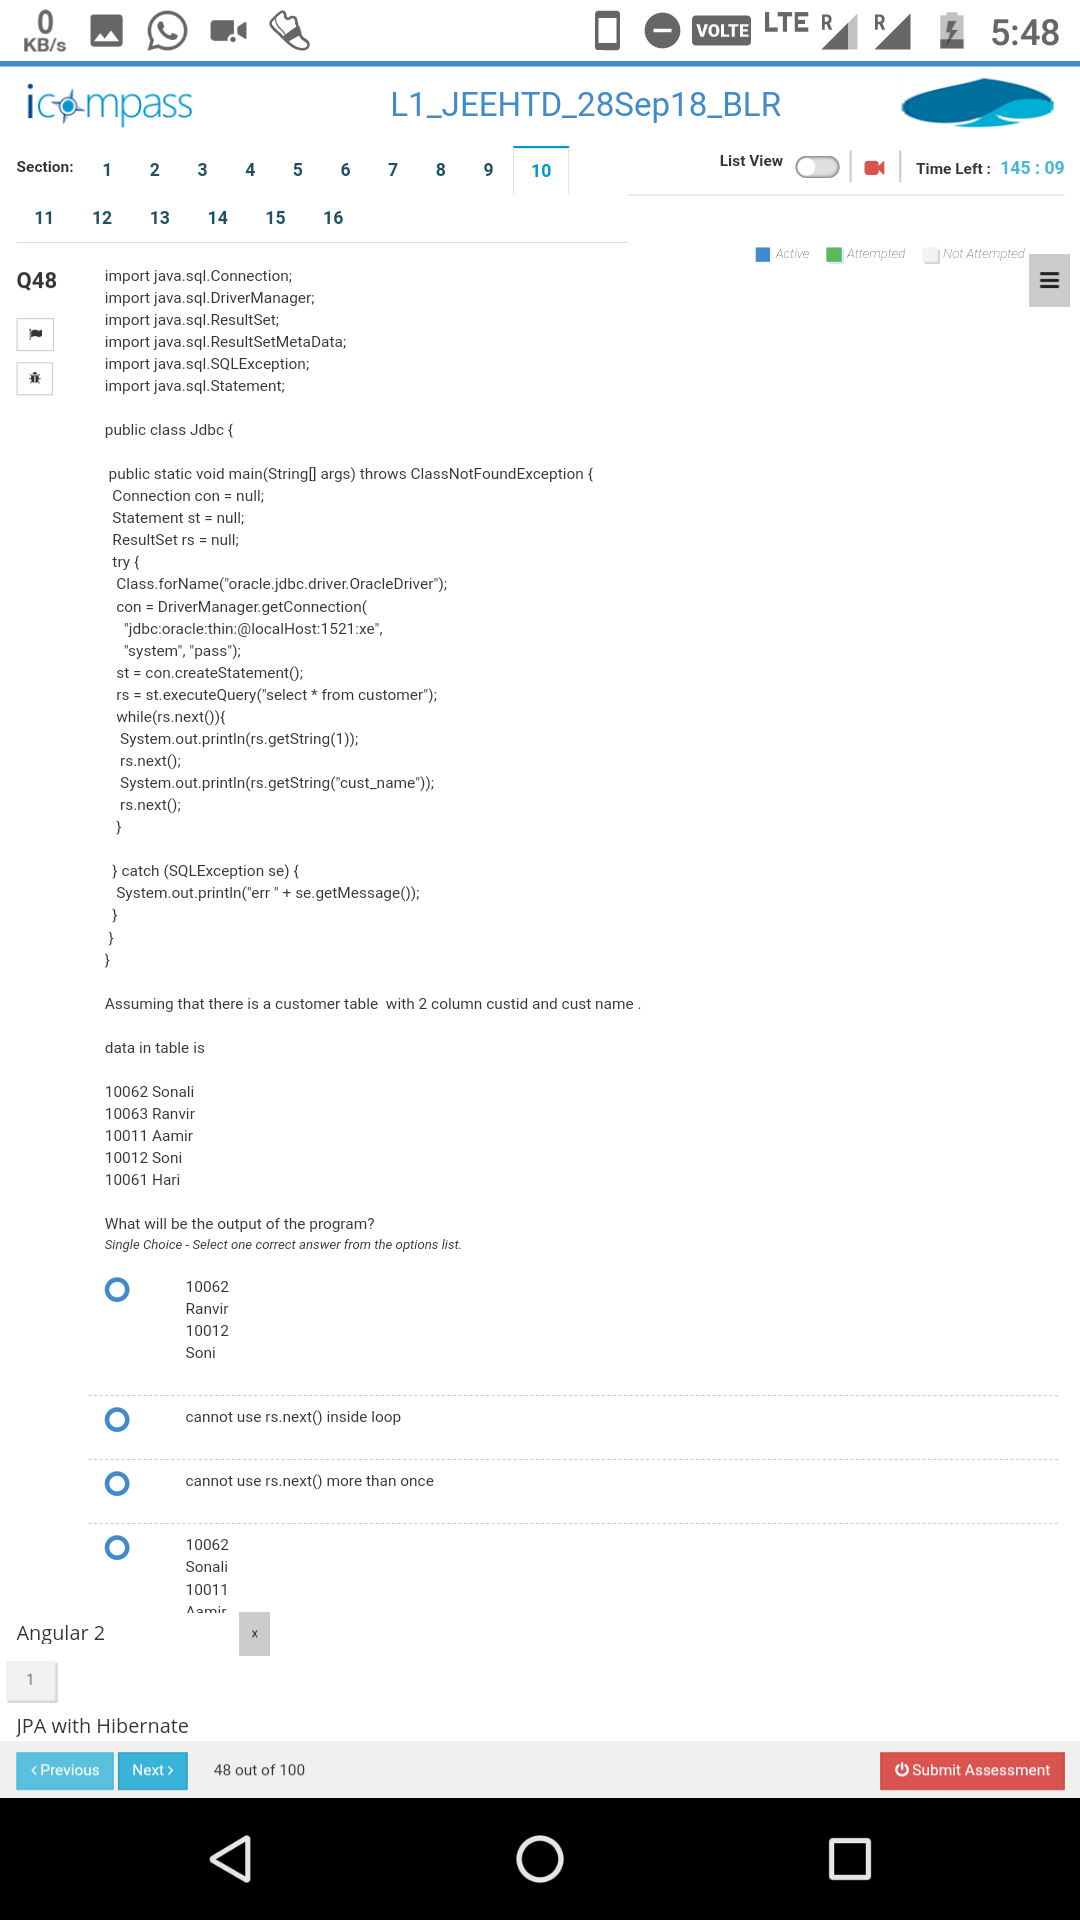 0
KB/s
VOLTE
LTE
R
R
5:48
icompass
L1_JEEHTD_28Sep18_BLR
Section: 1 2 3 4 5 6 7 8 9 10
List View
Time Left : 145 : 09
11 12 13 14 15 16
Active Attempted Not Attempted
Q48
import java.sql.Connection;
import java.sql.DriverManager;
import java.sql.ResultSet;
import java.sql.ResultSetMetaData;
import java.sql.SQLException;
import java.sql.Statement;
public class Jdbc {
public static void main(String[] args) throws ClassNotFoundException {
Connection con = null;
Statement st = null;
ResultSet rs = null;
try {
Class.forName("oracle.jdbc.driver.OracleDriver");
con = DriverManager.getConnection(
"jdbc:oracle:thin:@localHost:1521:xe",
"system", "pass");
st = con.createStatement();
rs = st.executeQuery("select * from customer");
while(rs.next()){
System.out.println(rs.getString(1));
rs.next();
System.out.println(rs.getString("cust_name"));
rs.next();
}
} catch (SQLException se) {
System.out.println("err " + se.getMessage());
}
}
}
Assuming that there is a customer table with 2 column custid and cust name .
data in table is
10062 Sonali
10063 Ranvir
10011 Aamir
10012 Soni
10061 Hari
What will be the output of the program?
Single Choice - Select one correct answer from the options list.
10062
Ranvir
10012
Soni
cannot use rs.next() inside loop
cannot use rs.next() more than once
10062
Sonali
10011
Aamir
Angular 2
x
1
JPA with Hibernate
‹ Previous
Next ›
48 out of 100
Submit Assessment